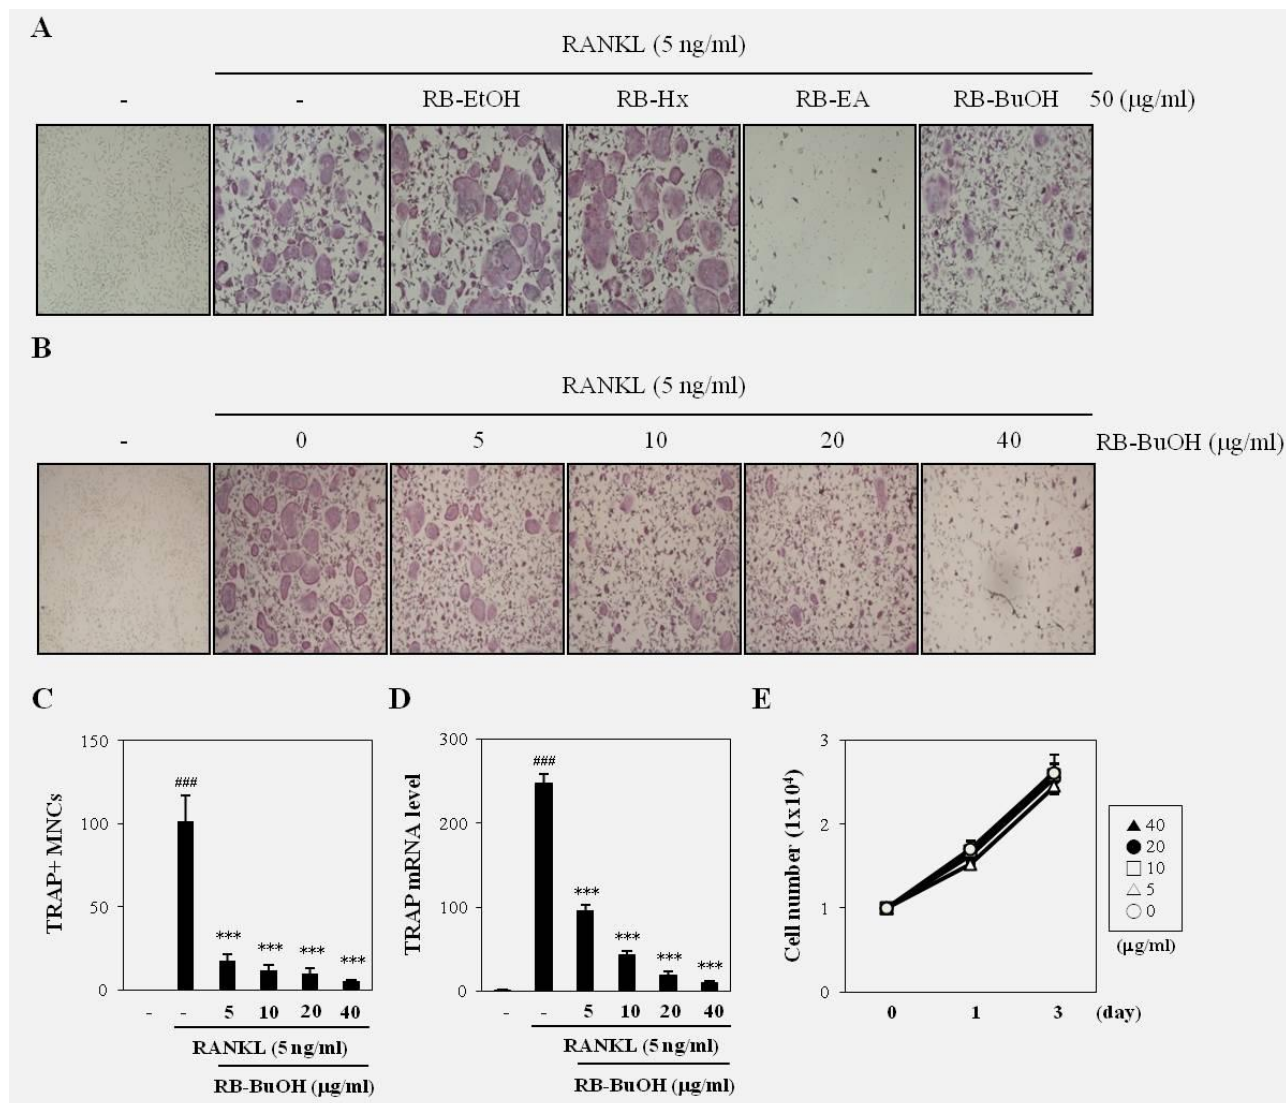 A
RANKL (5 ng/ml)
- - RB-EtOH RB-Hx RB-EA RB-BuOH 50 (μg/ml)
B
RANKL (5 ng/ml)
- 0 5 10 20 40 RB-BuOH (μg/ml)
C
150
100
50
0
TRAP+ MNCs
###
***
***
***
***
- - 5 10 20 40
RANKL (5 ng/ml)
RB-BuOH (μg/ml)
D
300
200
100
0
TRAP mRNA level
###
***
***
***
***
- - 5 10 20 40
RANKL (5 ng/ml)
RB-BuOH (μg/ml)
E
3
2
1
0
Cell number (1x10⁴)
0 1 3 (day)
40
20
10
5
0
(μg/ml)